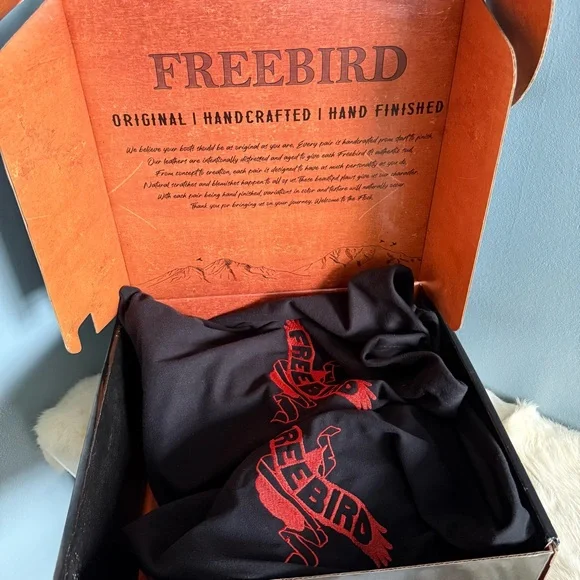 FREEBIRD
ORIGINAL | HANDCRAFTED | HAND FINISHED
We believe your boots should be as original as you are. Every pair is handcrafted from start to finish.
Our leathers are intentionally distressed and aged to give each Freebird its authentic
From concept to creation, each pair is designed to have as much personality as you do.
Natural scratches and blemishes happen to all of us. These beautiful flaws give us our character.
With each pair being hand finished, variations in color and texture will naturally occur.
Thank you for bringing us on your journey. Welcome to the
FREEBIRD
FREEBIRD